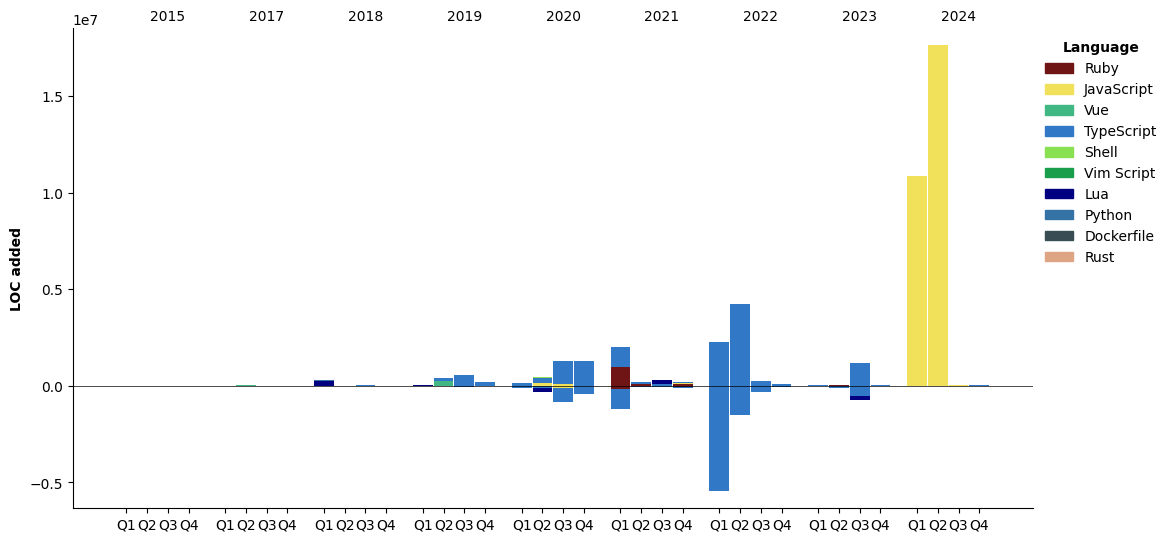 1e7
2015 2017 2018 2019 2020 2021 2022 2023 2024
Language
Ruby
JavaScript
Vue
TypeScript
Shell
Vim Script
Lua
Python
Dockerfile
Rust
LOC added
1.5
1.0
0.5
0.0
−0.5
Q1 Q2 Q3 Q4 Q1 Q2 Q3 Q4 Q1 Q2 Q3 Q4 Q1 Q2 Q3 Q4 Q1 Q2 Q3 Q4 Q1 Q2 Q3 Q4 Q1 Q2 Q3 Q4 Q1 Q2 Q3 Q4 Q1 Q2 Q3 Q4